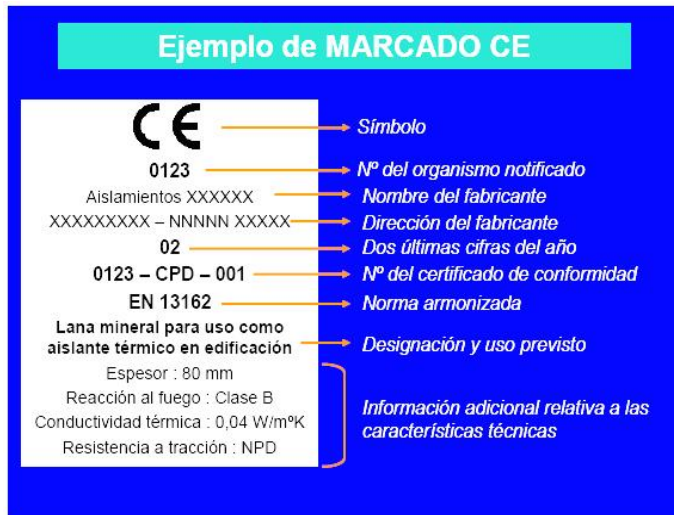 Ejemplo de MARCADO CE
CE Símbolo
0123 Nº del organismo notificado
Aislamientos XXXXXX Nombre del fabricante
XXXXXXXXX – NNNNN XXXXX Dirección del fabricante
02 Dos últimas cifras del año
0123 – CPD – 001 Nº del certificado de conformidad
EN 13162 Norma armonizada
Lana mineral para uso como
aislante térmico en edificación Designación y uso previsto
Espesor : 80 mm
Reacción al fuego : Clase B
Conductividad térmica : 0,04 W/mºK
Resistencia a tracción : NPD
Información adicional relativa a las
características técnicas